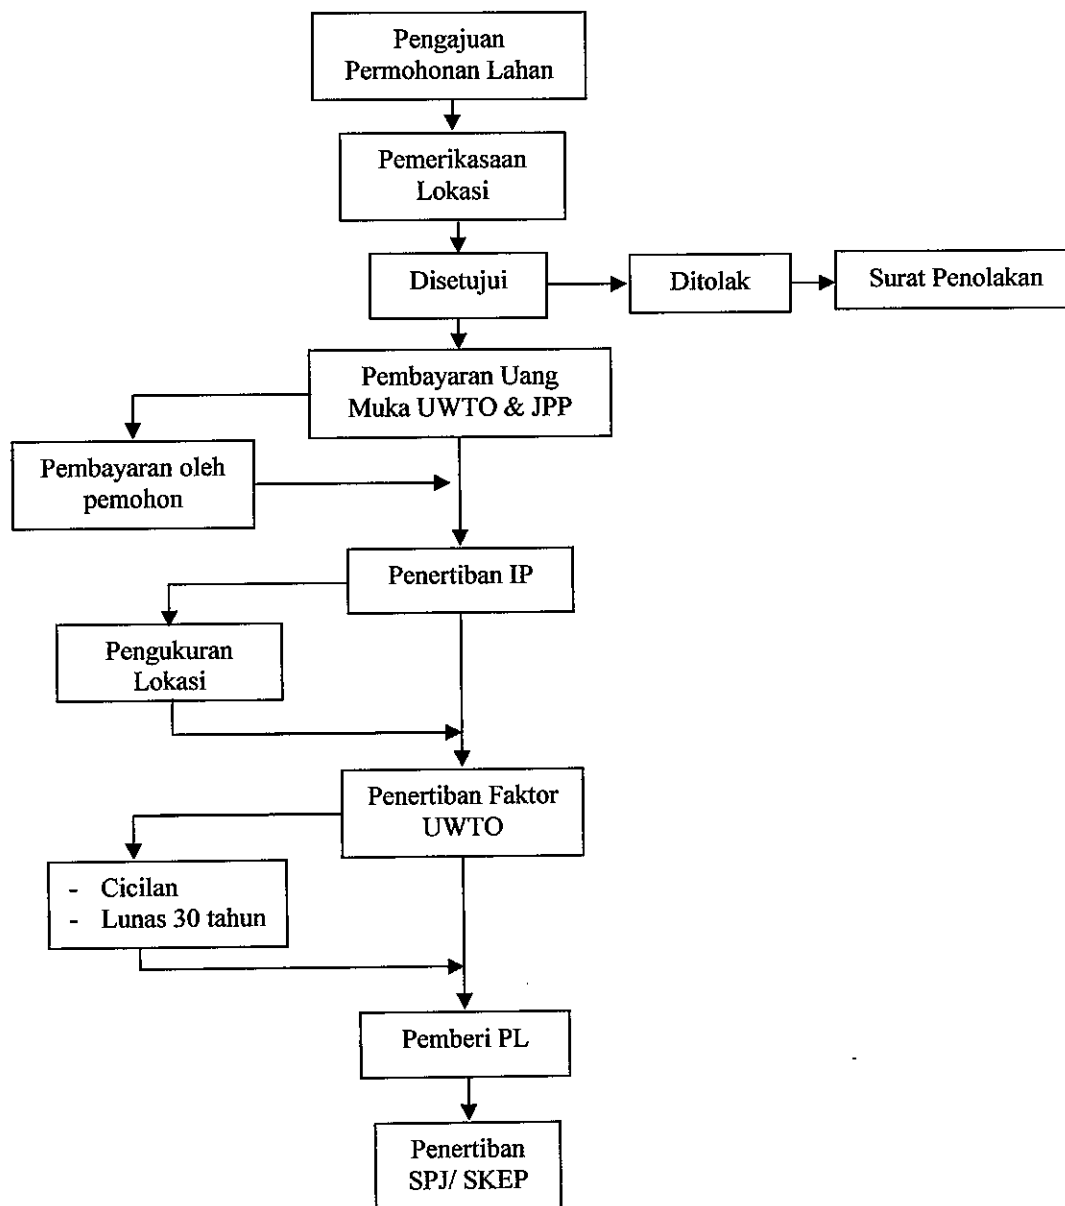 Pengajuan
Permohonan Lahan
Pemerikasaan
Lokasi
Disetujui
Ditolak
Surat Penolakan
Pembayaran Uang
Muka UWTO & JPP
Pembayaran oleh
pemohon
Penertiban IP
Pengukuran
Lokasi
Penertiban Faktor
UWTO
- Cicilan
- Lunas 30 tahun
Pemberi PL
Penertiban
SPJ/ SKEP